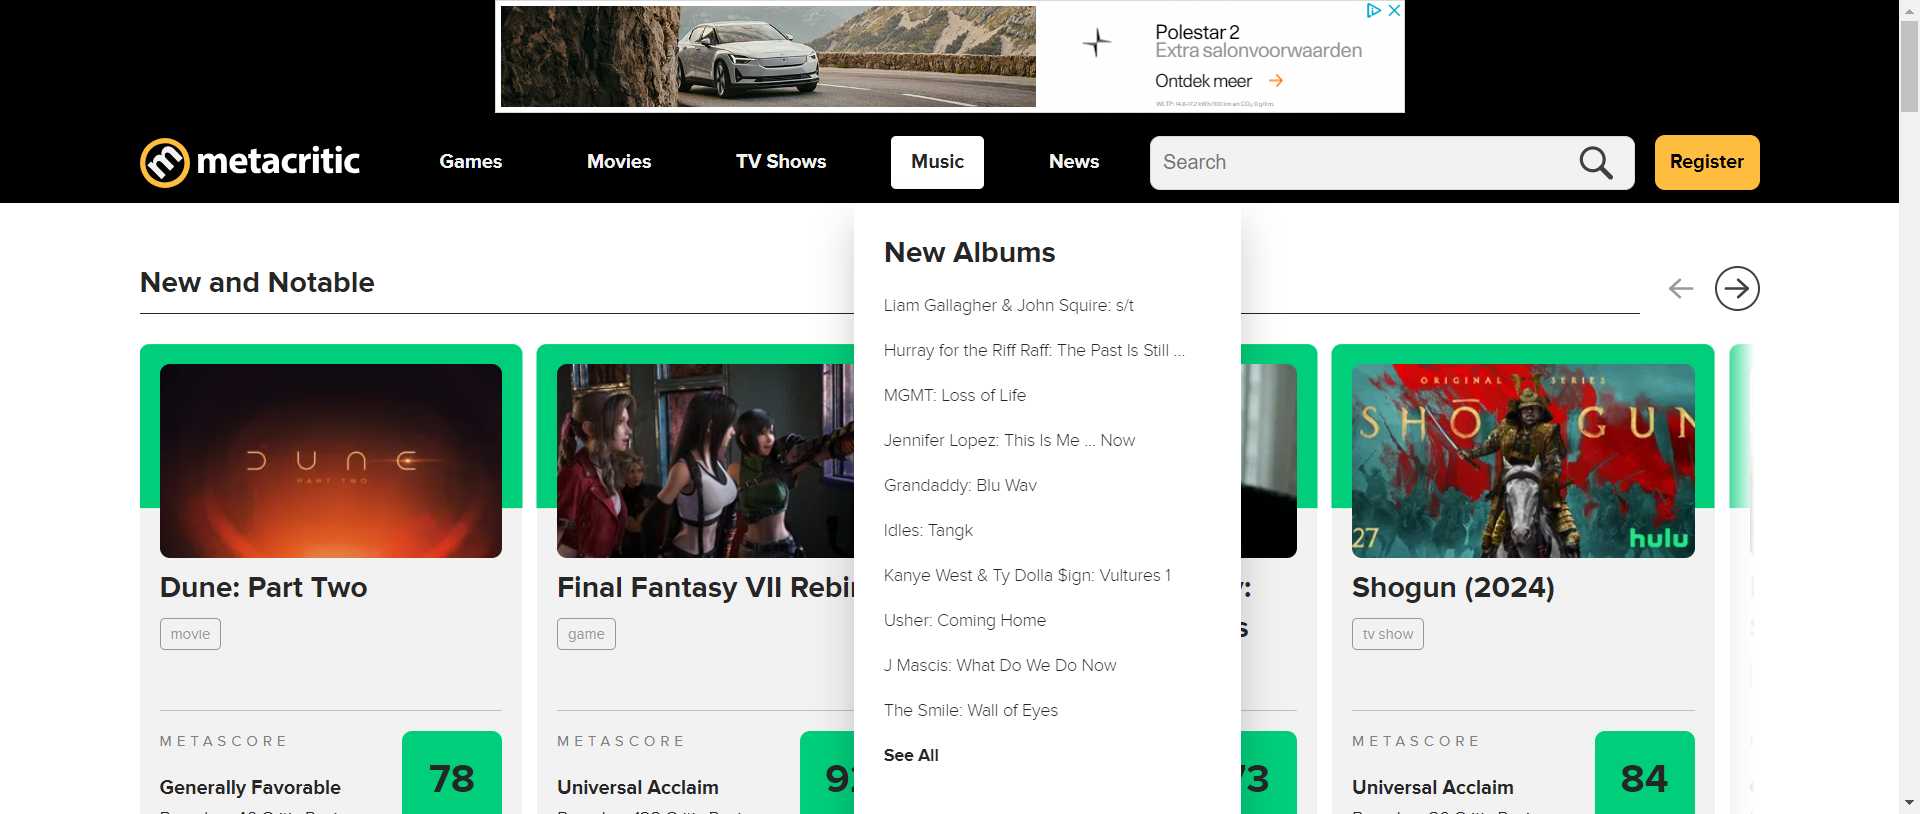 Polestar 2
Extra salonvoorwaarden
Ontdek meer →
metacritic
Games
Movies
TV Shows
Music
News
Search
Register
New Albums
Liam Gallagher & John Squire: s/t
Hurray for the Riff Raff: The Past Is Still ...
MGMT: Loss of Life
Jennifer Lopez: This Is Me ... Now
Grandaddy: Blu Wav
Idles: Tangk
Kanye West & Ty Dolla $ign: Vultures 1
Usher: Coming Home
J Mascis: What Do We Do Now
The Smile: Wall of Eyes
See All
New and Notable
DUNE
PART TWO
Dune: Part Two
movie
METASCORE
Generally Favorable
78
Final Fantasy VII Rebir
game
METASCORE
Universal Acclaim
92
73
ORIGINAL SERIES
SHŌGUN
27
hulu
Shogun (2024)
tv show
METASCORE
Universal Acclaim
84